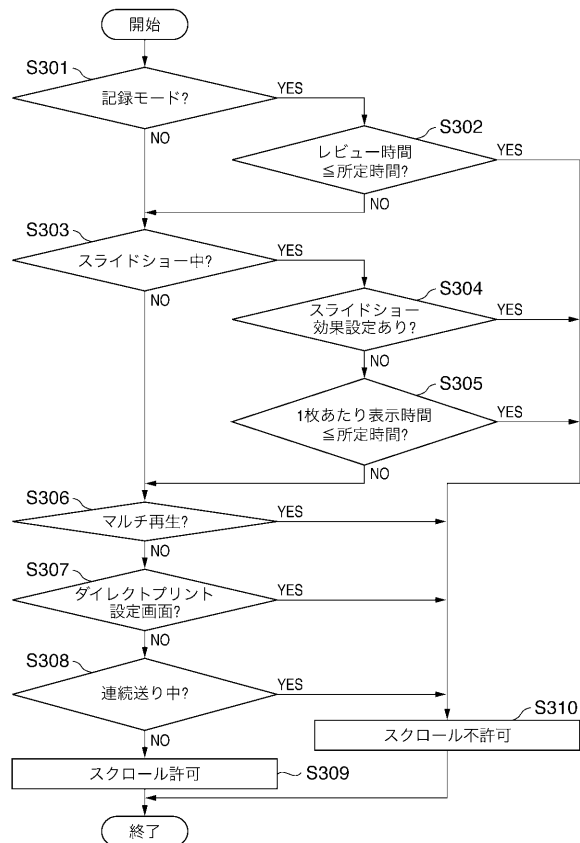 開始
S301
記録モード?
YES
NO
S302
レビュー時間
≦所定時間?
YES
NO
S303
スライドショー中?
YES
NO
S304
スライドショー
効果設定あり?
YES
NO
S305
1枚あたり表示時間
≦所定時間?
YES
NO
S306
マルチ再生?
YES
NO
S307
ダイレクトプリント
設定画面?
YES
NO
S308
連続送り中?
YES
NO
S310
スクロール不許可
スクロール許可
S309
終了